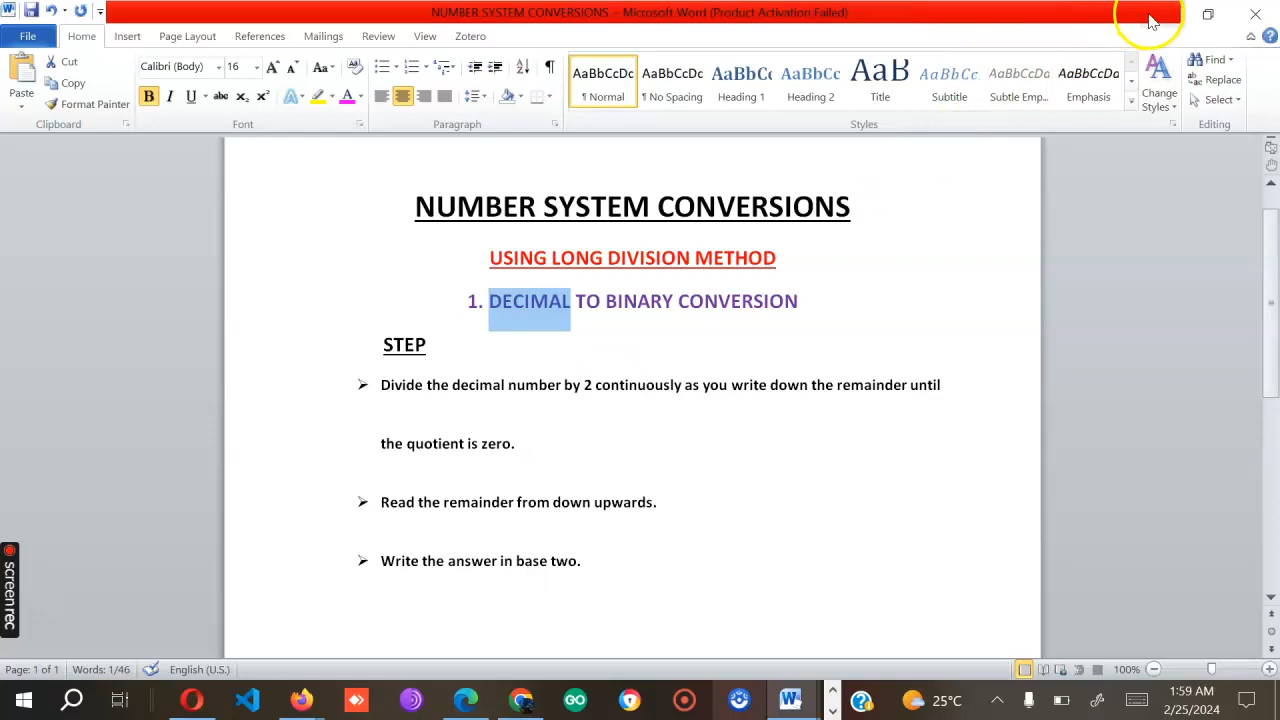 NUMBER SYSTEM CONVERSIONS - Microsoft Word (Product Activation Failed)
File Home Insert Page Layout References Mailings Review View Zotero
Paste
Cut
Copy
Format Painter
Clipboard
Calibri (Body) 16
Font
Paragraph
AaBbCcDc AaBbCcDc AaBbCc AaBbCc AaB AaBbCc. AaBbCcDc AaBbCcDa
¶ Normal ¶ No Spacing Heading 1 Heading 2 Title Subtitle Subtle Emp... Emphasis
Styles
Change Styles
Find
Replace
Select
Editing
NUMBER SYSTEM CONVERSIONS
USING LONG DIVISION METHOD
1. DECIMAL TO BINARY CONVERSION
STEP
➢ Divide the decimal number by 2 continuously as you write down the remainder until
the quotient is zero.
➢ Read the remainder from down upwards.
➢ Write the answer in base two.
screen rec
Page: 1 of 1 Words: 1/46 English (U.S.) 100%
GO
25°C
1:59 AM
2/25/2024